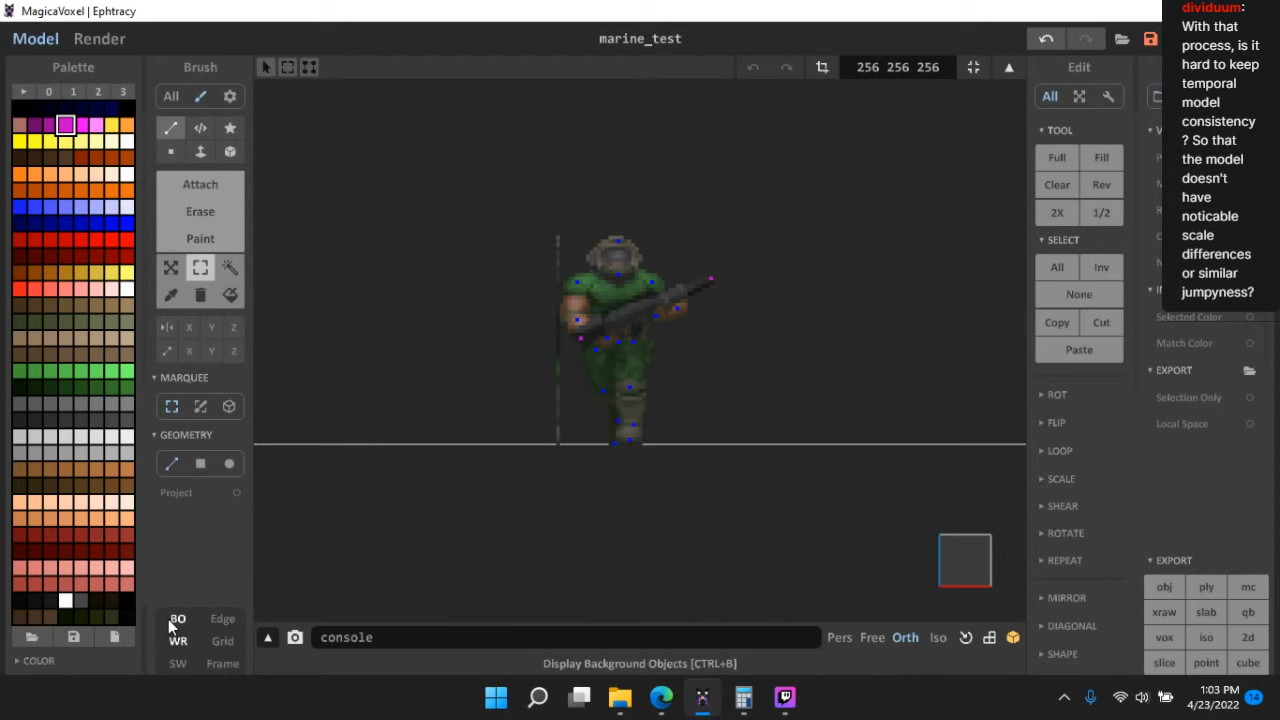 MagicaVoxel | Ephtracy
Model Render
marine_test
Palette
Brush
256 256 256
Edit
0 1 2 3
All
All
TOOL
Full Fill
Clear Rev
2X 1/2
Attach
Erase
Paint
SELECT
All Inv
None
Copy Cut
Paste
X Y Z
X Y Z
MARQUEE
GEOMETRY
Project
ROT
FLIP
LOOP
SCALE
SHEAR
ROTATE
REPEAT
MIRROR
DIAGONAL
SHAPE
dividuum:
With that
process, is it
hard to keep
temporal
model
consistency
? So that
the model
doesn't
have
noticable
scale
differences
or similar
jumpyness?
Selected Color
Match Color
EXPORT
Selection Only
Local Space
EXPORT
obj ply mc
xraw slab qb
vox iso 2d
slice point cube
BO Edge
WR Grid
SW Frame
COLOR
console
Pers Free Orth Iso
Display Background Objects [CTRL+B]
1:03 PM
4/23/2022
14